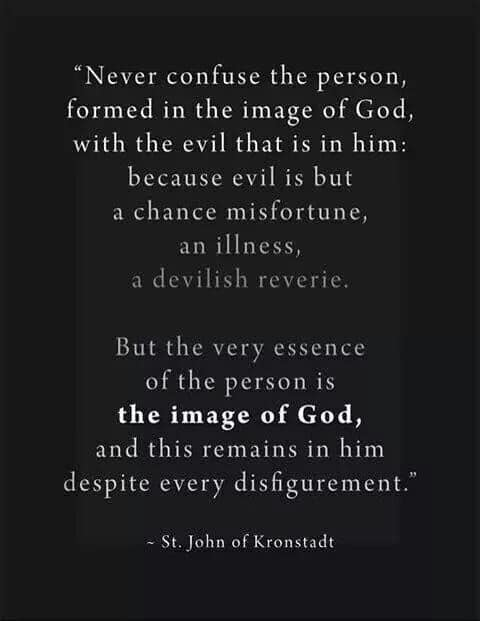 “Never confuse the person,
formed in the image of God,
with the evil that is in him:
because evil is but
a chance misfortune,
an illness,
a devilish reverie.
But the very essence
of the person is
the image of God,
and this remains in him
despite every disfigurement.”
~ St. John of Kronstadt